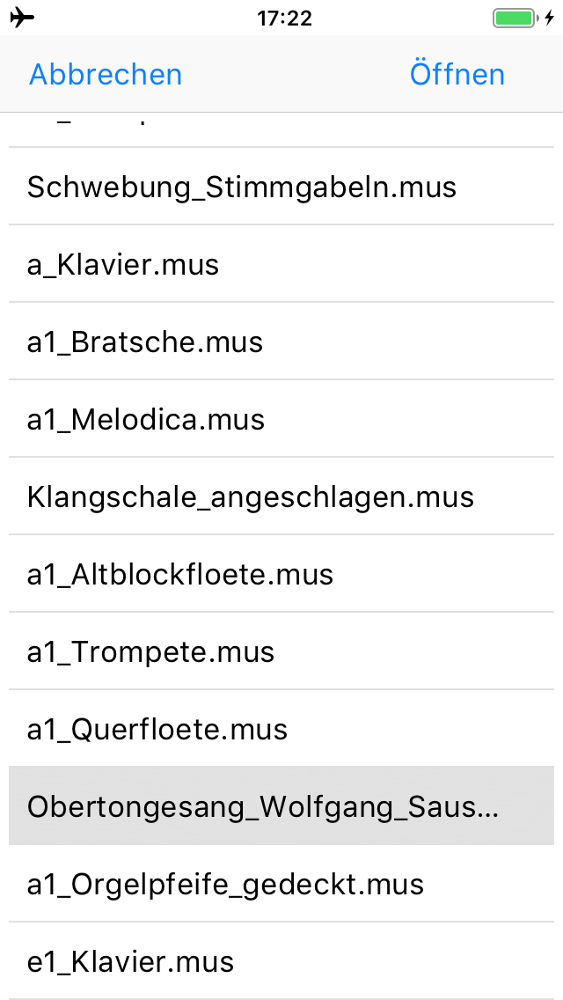 17:22
Abbrechen Öffnen
Schwebung_Stimmgabeln.mus
a_Klavier.mus
a1_Bratsche.mus
a1_Melodica.mus
Klangschale_angeschlagen.mus
a1_Altblockfloete.mus
a1_Trompete.mus
a1_Querfloete.mus
Obertongesang_Wolfgang_Saus...
a1_Orgelpfeife_gedeckt.mus
e1_Klavier.mus